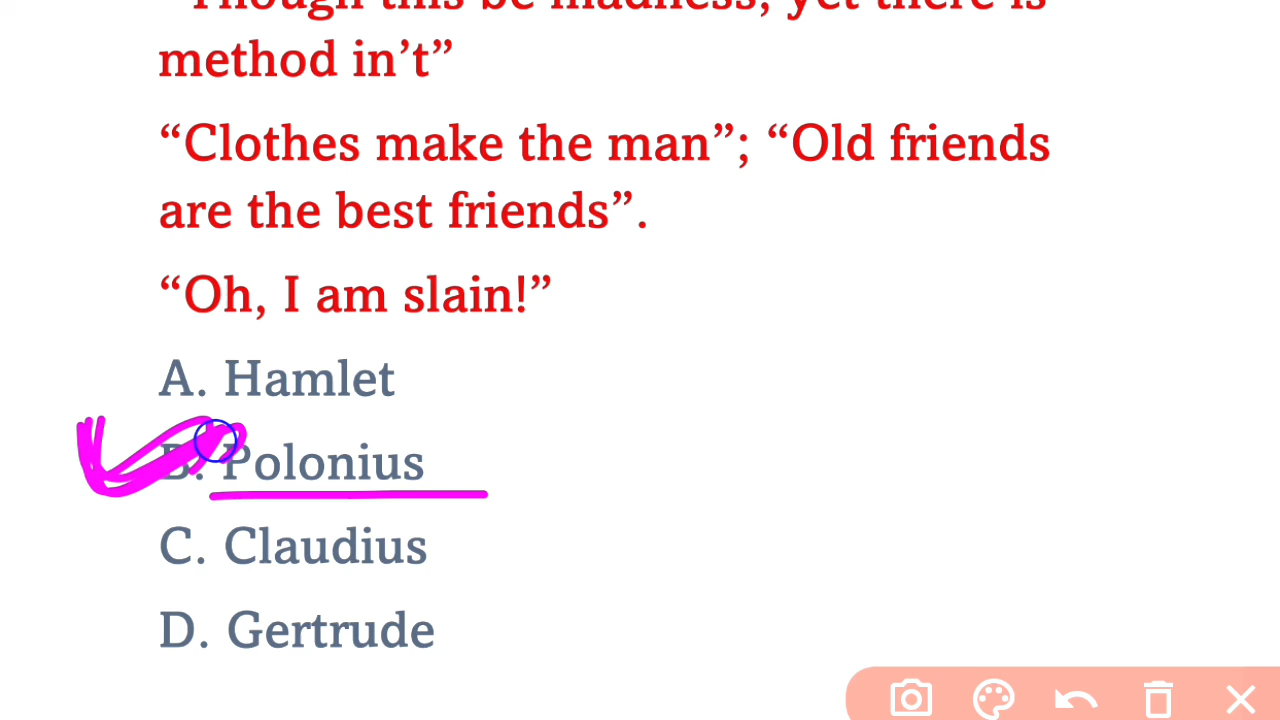 “Though this be madness, yet there is
method in’t”
“Clothes make the man”; “Old friends
are the best friends”.
“Oh, I am slain!”
A. Hamlet
B. Polonius
C. Claudius
D. Gertrude